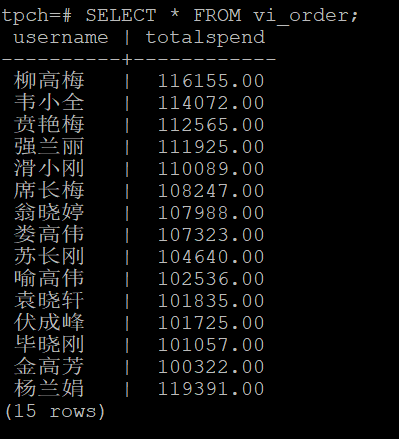 tpch=# SELECT * FROM vi_order;
 username | totalspend
----------+------------
 柳高梅   |  116155.00
 韦小全   |  114072.00
 贲艳梅   |  112565.00
 强兰丽   |  111925.00
 滑小刚   |  110089.00
 席长梅   |  108247.00
 翁晓婷   |  107988.00
 娄高伟   |  107323.00
 苏长刚   |  104640.00
 喻高伟   |  102536.00
 袁晓轩   |  101835.00
 伏成峰   |  101725.00
 毕晓刚   |  101057.00
 金高芳   |  100322.00
 杨兰娟   |  119391.00
(15 rows)